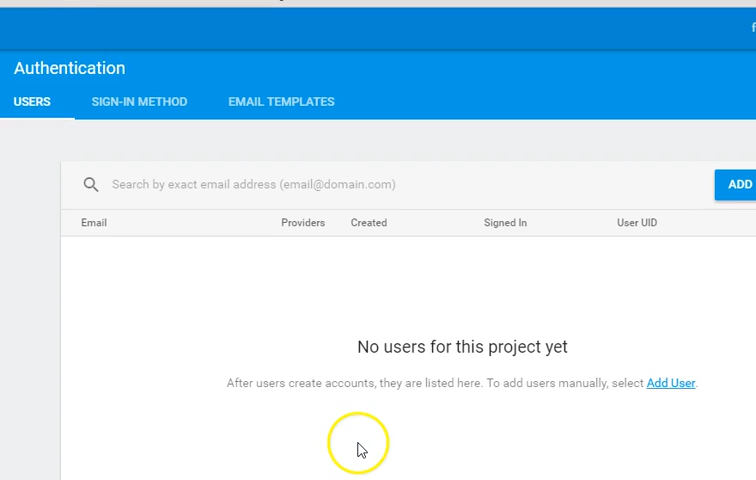 Authentication
USERS SIGN-IN METHOD EMAIL TEMPLATES
Search by exact email address (email@domain.com) ADD
Email Providers Created Signed In User UID
No users for this project yet
After users create accounts, they are listed here. To add users manually, select Add User.